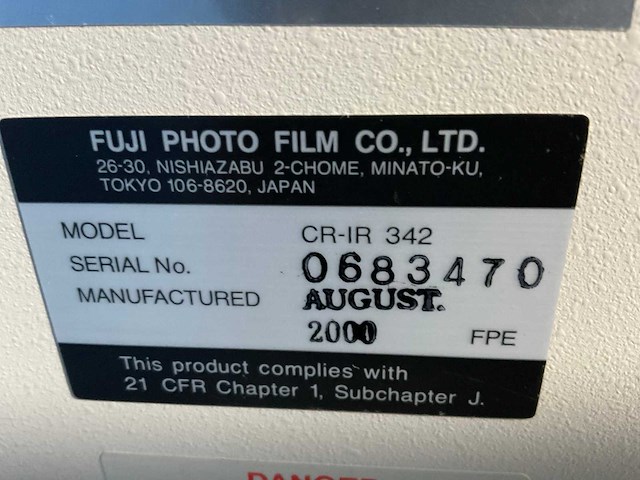 FUJI PHOTO FILM CO., LTD.
26-30, NISHIAZABU 2-CHOME, MINATO-KU,
TOKYO 106-8620, JAPAN
MODEL CR-IR 342
SERIAL No. 0683470
MANUFACTURED AUGUST.
2000 FPE
This product complies with
21 CFR Chapter 1, Subchapter J.
DANGER